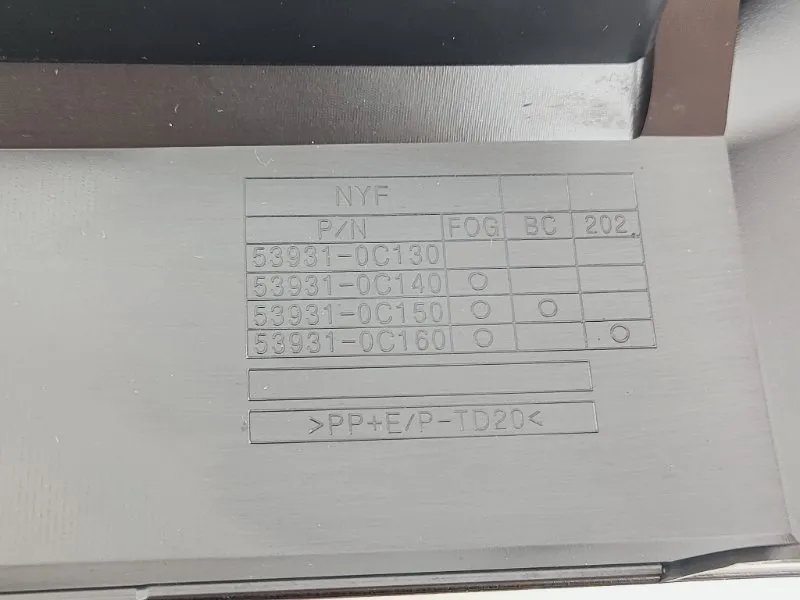 NYF
P/N FOG BC 202
53931-0C130
53931-0C140 O
53931-0C150 O O
53931-0C160 O O
>PP+E/P-TD20<